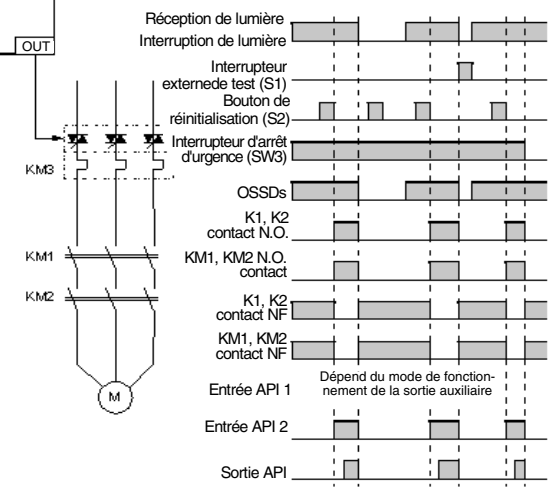 OUT
KM3
KM1
KM2
M
Réception de lumière
Interruption de lumière
Interrupteur
externede test (S1)
Bouton de
réinitialisation (S2)
Interrupteur d'arrêt
d'urgence (SW3)
OSSDs
K1, K2
contact N.O.
KM1, KM2 N.O.
contact
K1, K2
contact NF
KM1, KM2
contact NF
Entrée API 1
Dépend du mode de fonction-
nement de la sortie auxiliaire
Entrée API 2
Sortie API